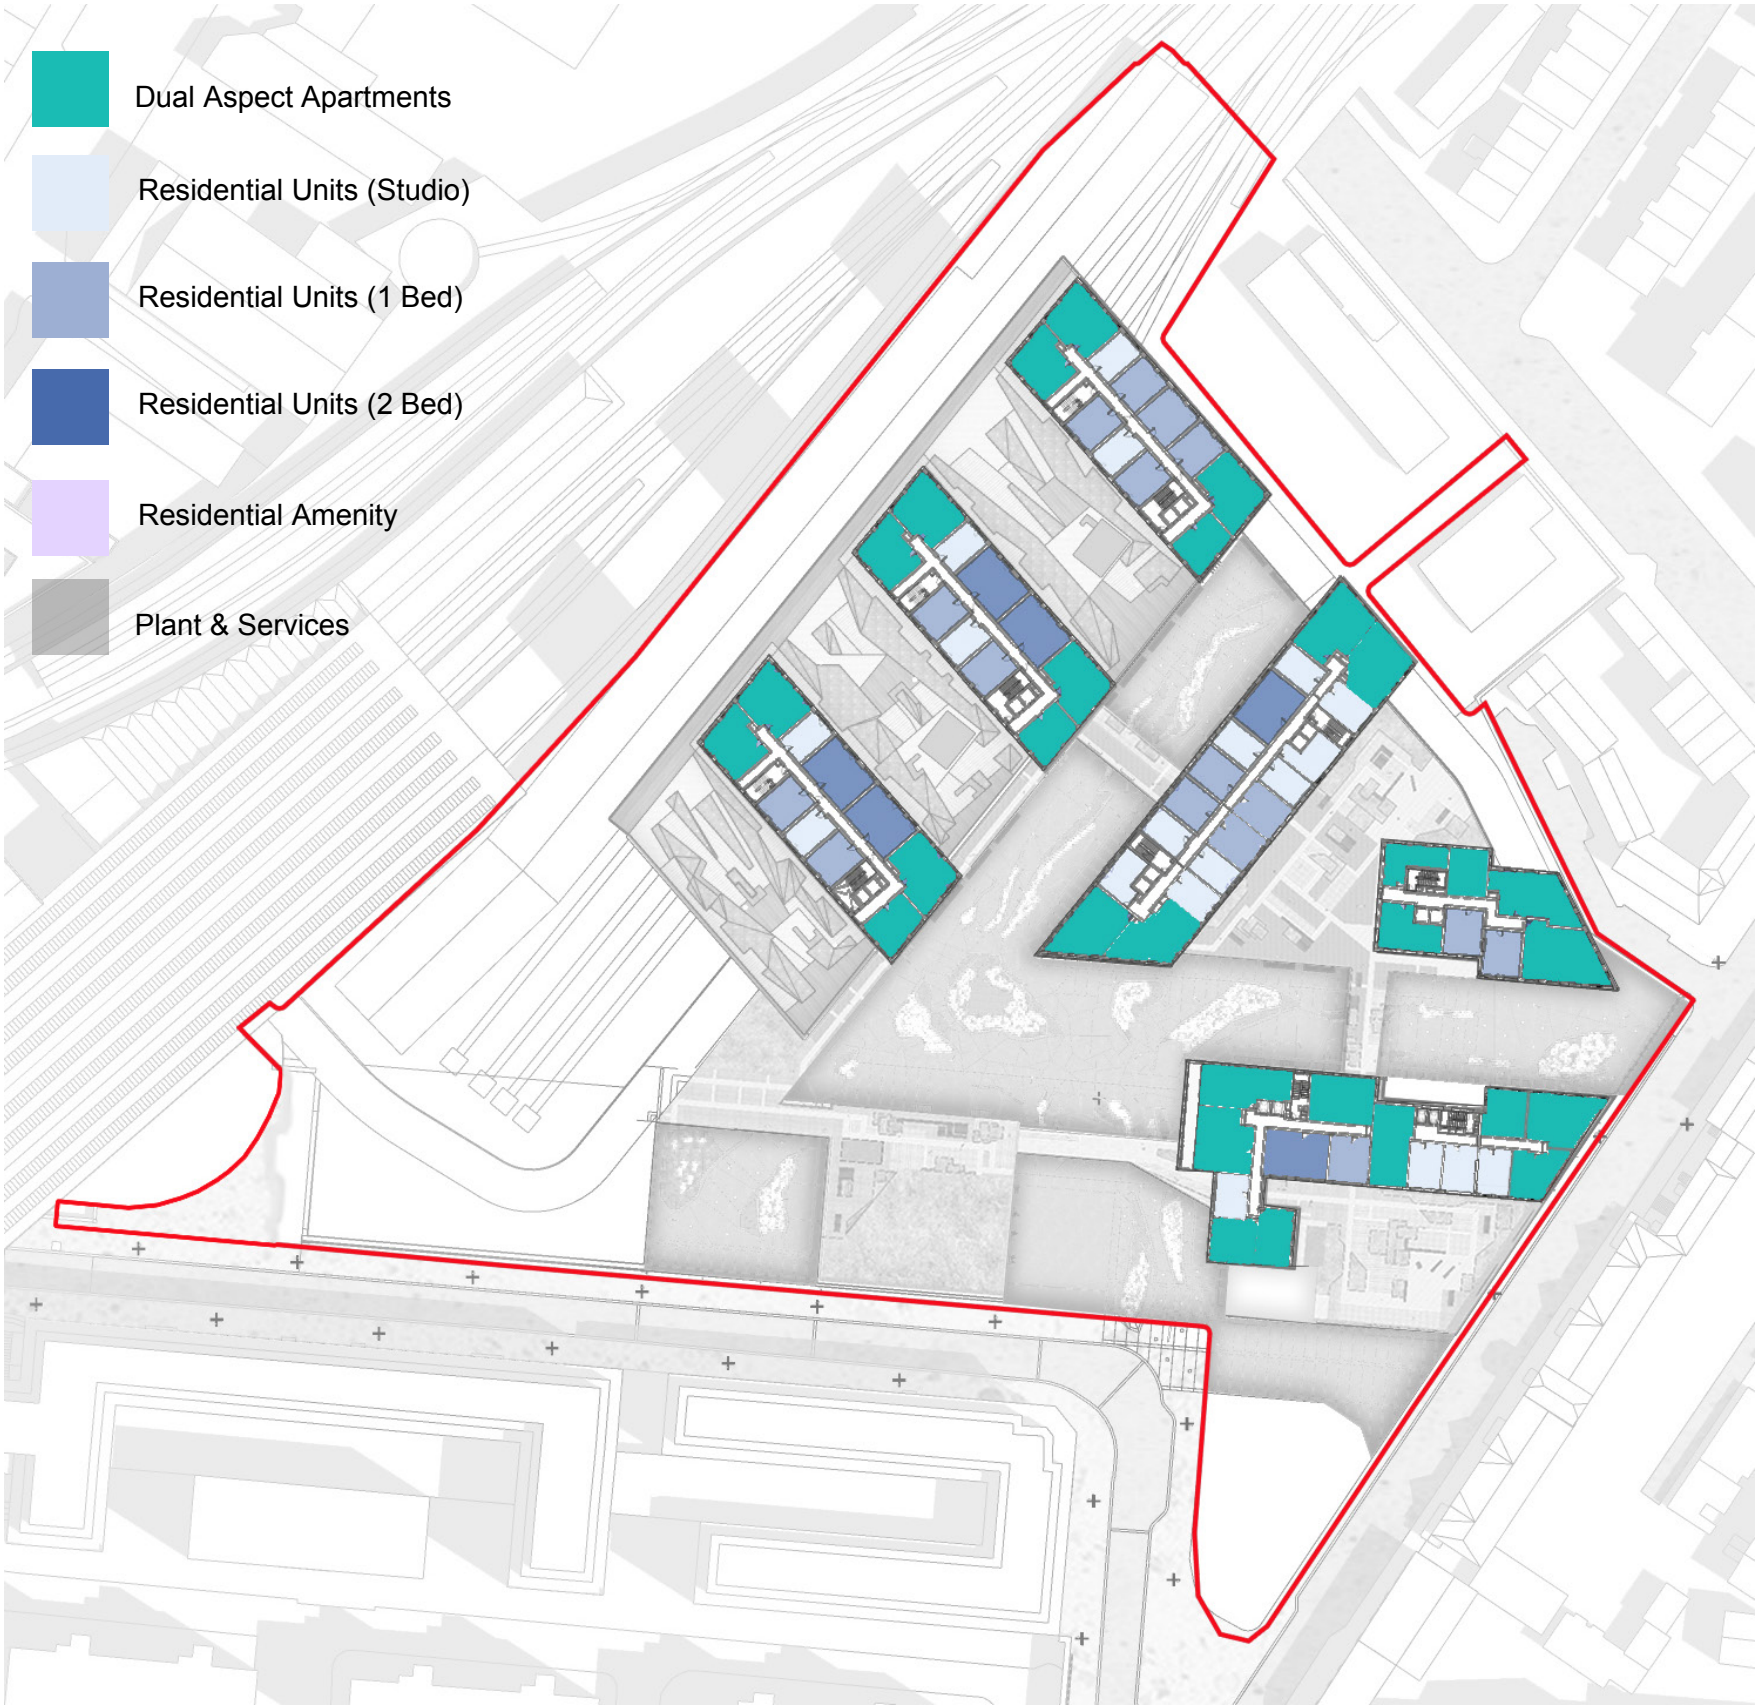 Dual Aspect Apartments
Residential Units (Studio)
Residential Units (1 Bed)
Residential Units (2 Bed)
Residential Amenity
Plant & Services